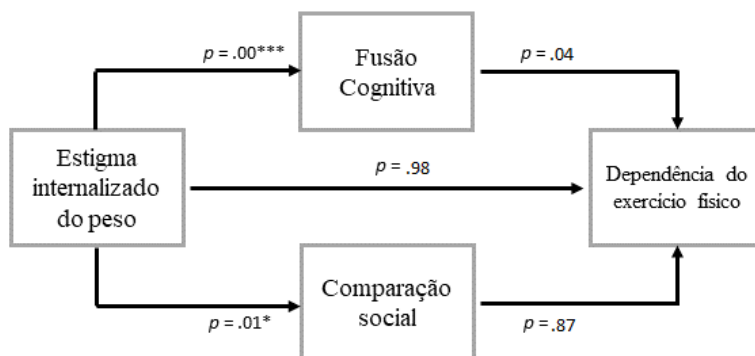 p = .00***
Fusão
Cognitiva
p = .04
Estigma
internalizado
do peso
p = .98
Dependência do
exercício físico
p = .01*
Comparação
social
p = .87